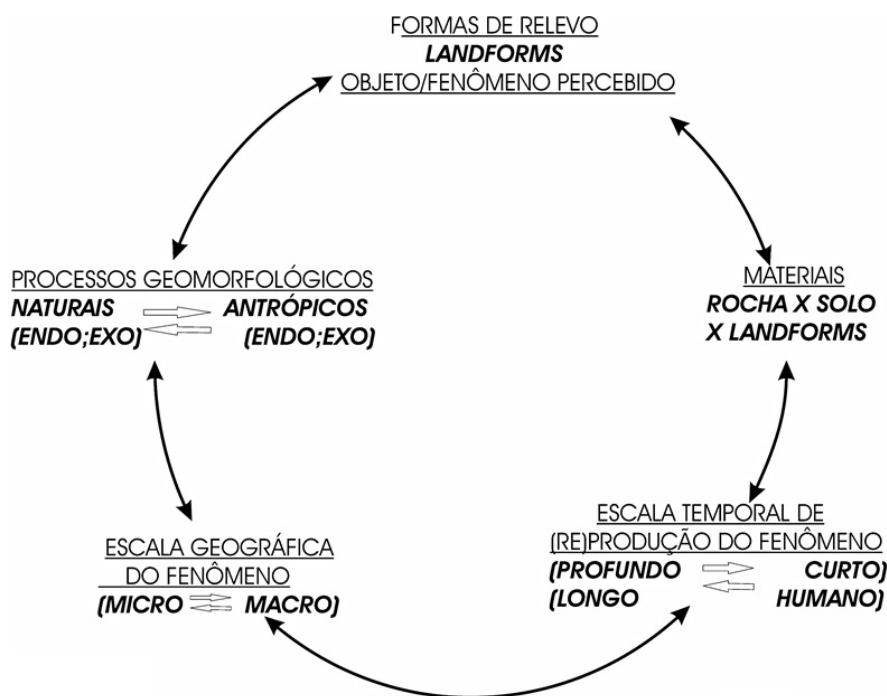 FORMAS DE RELEVO
LANDFORMS
OBJETO/FENÔMENO PERCEBIDO
PROCESSOS GEOMORFOLÓGICOS
NATURAIS ANTRÓPICOS
(ENDO;EXO) (ENDO;EXO)
MATERIAIS
ROCHA X SOLO
X LANDFORMS
ESCALA GEOGRÁFICA
DO FENÔMENO
(MICRO MACRO)
ESCALA TEMPORAL DE
(RE)PRODUÇÃO DO FENÔMENO
(PROFUNDO CURTO)
(LONGO HUMANO)